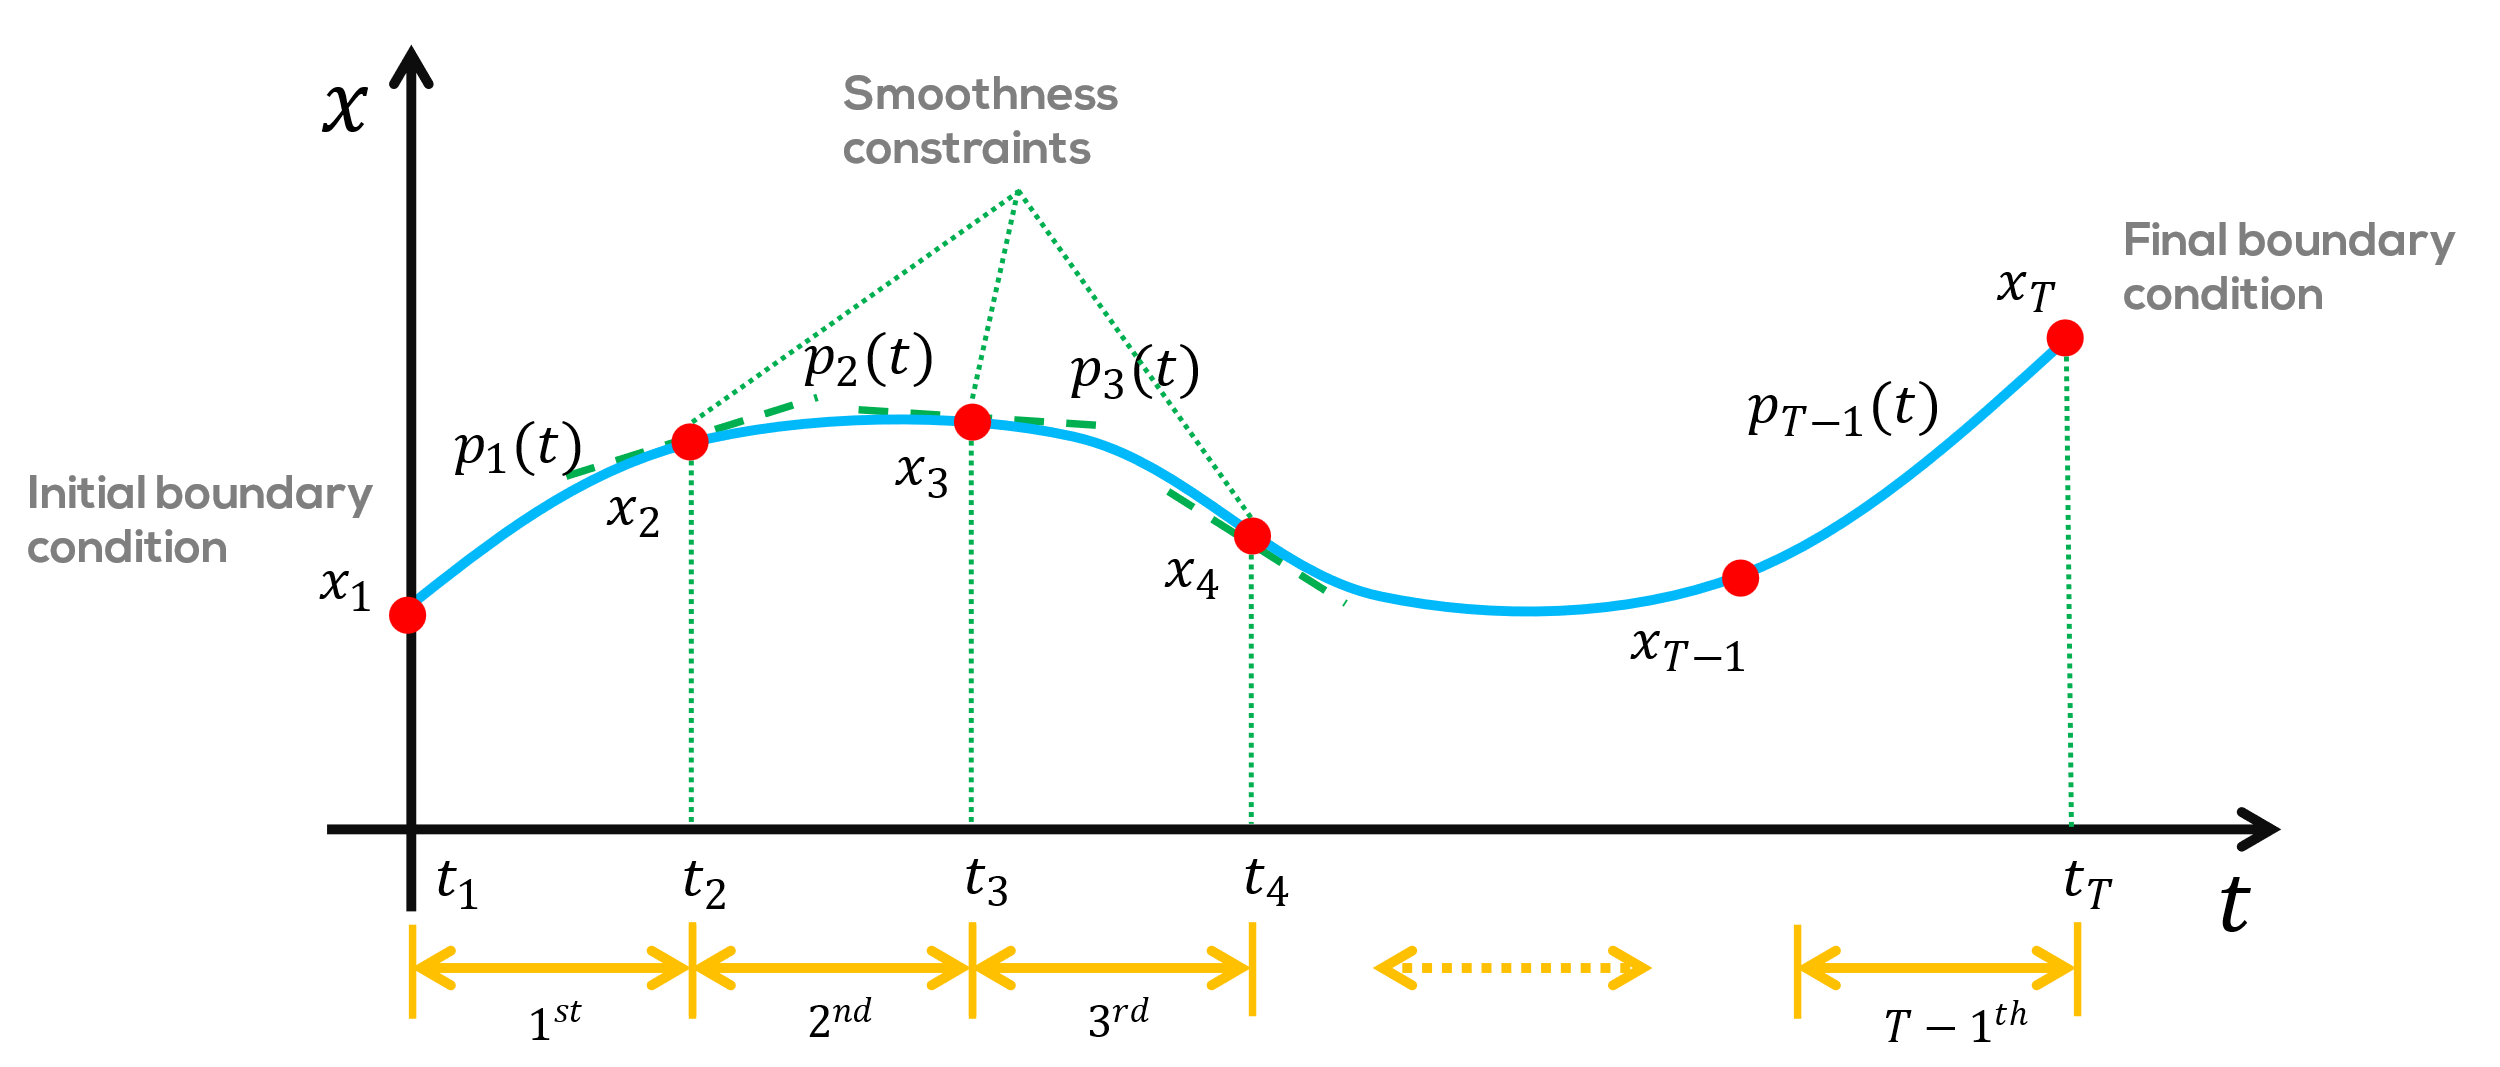 x
Smoothness
constraints
Final boundary
condition
x_T
p_2(t)
p_3(t)
p_{T-1}(t)
p_1(t)
Initial boundary
condition
x_1
x_2
x_3
x_4
x_{T-1}
t_1
t_2
t_3
t_4
t_T
t
1^{st}
2^{nd}
3^{rd}
T - 1^{th}